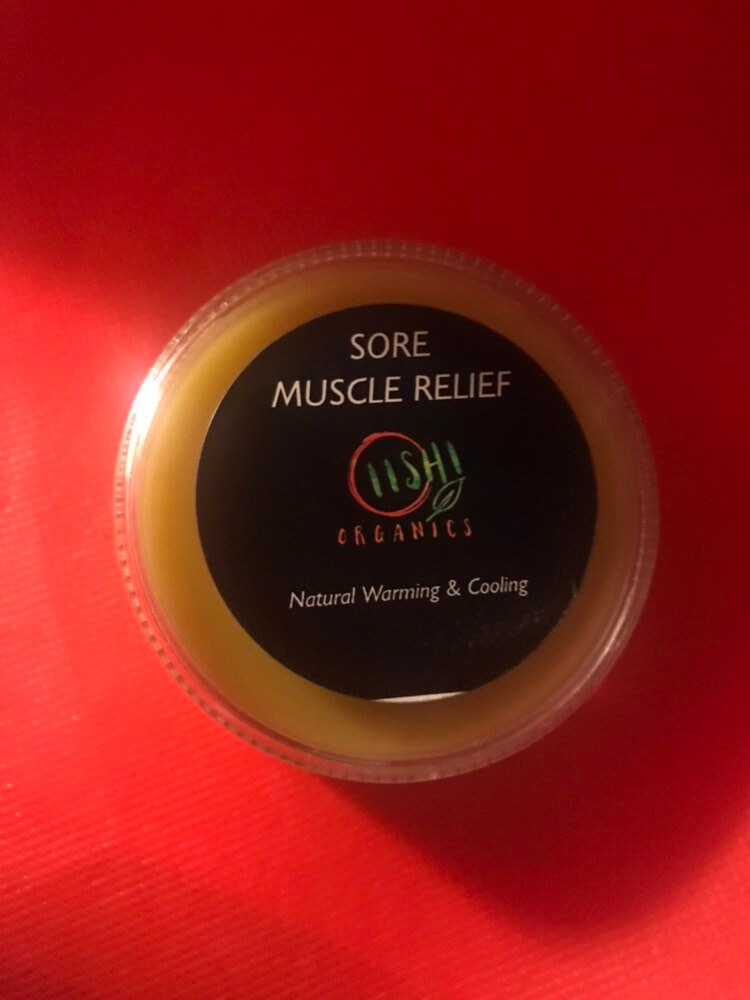 SORE
MUSCLE RELIEF
IISHI
ORGANICS
Natural Warming & Cooling